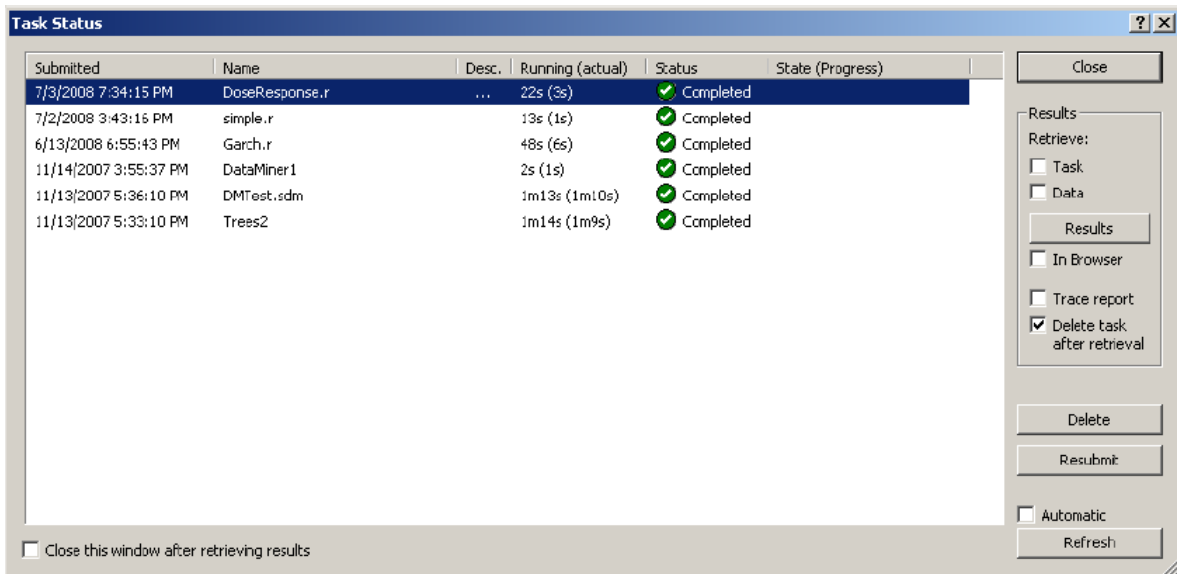 Task Status
Submitted Name Desc. Running (actual) Status State (Progress)
7/3/2008 7:34:15 PM DoseResponse.r ... 22s (3s) Completed
7/2/2008 3:43:16 PM simple.r 13s (1s) Completed
6/13/2008 6:55:43 PM Garch.r 48s (6s) Completed
11/14/2007 3:55:37 PM DataMiner1 2s (1s) Completed
11/13/2007 5:36:10 PM DMTest.sdm 1m13s (1m10s) Completed
11/13/2007 5:33:10 PM Trees2 1m14s (1m9s) Completed
Close this window after retrieving results
Close
Results
Retrieve:
Task
Data
Results
In Browser
Trace report
Delete task
after retrieval
Delete
Resubmit
Automatic
Refresh